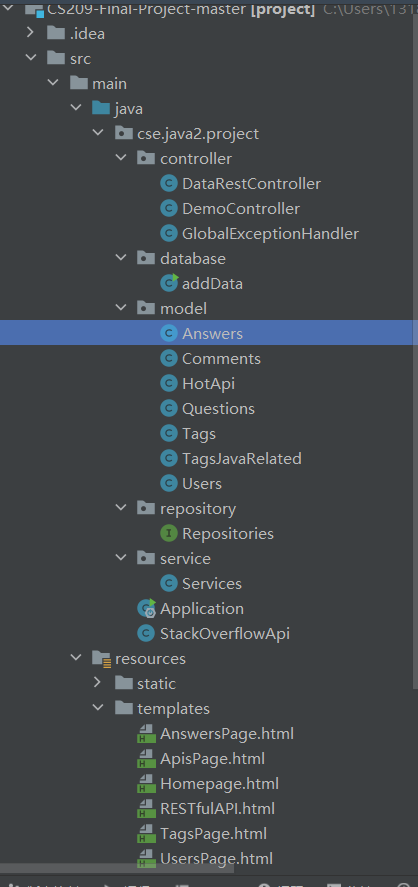 CS209-Final-Project-master [project] C:\Users\131
.idea
src
main
java
cse.java2.project
controller
DataRestController
DemoController
GlobalExceptionHandler
database
addData
model
Answers
Comments
HotApi
Questions
Tags
TagsJavaRelated
Users
repository
Repositories
service
Services
Application
StackOverflowApi
resources
static
templates
AnswersPage.html
ApisPage.html
Homepage.html
RESTfulAPI.html
TagsPage.html
UsersPage.html